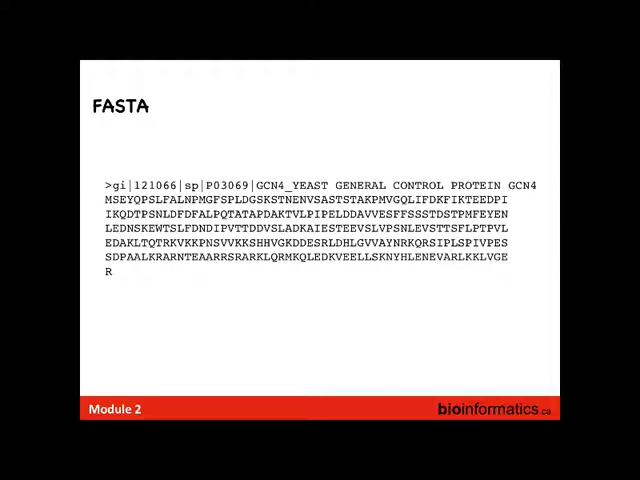 FASTA
>gi|121066|sp|P03069|GCN4_YEAST GENERAL CONTROL PROTEIN GCN4
MSEYQPSLFALNPMGFSPLDGSKSTNENVSASTSTAKPMVGQLIFDKFIKTEEDPI
IKQDTPSNLDFDFALPQTATAPDAKTVLPIPELDDAVVESFFSSSTDSTPMFEYEN
LEDNSKEWTSLFDNDIPVTTDDVSLADKAIESTEEVSLVPSNLEVSTTSFLPTPVL
EDAKLTQTRKVKKPNSVVKKSHHVGKDDESRLDHLGVVAYNRKQRSIPLSPIVPES
SDPAALKRARNTEAARRSRARKLQRMKQLEDKVEELLSKNYHLENEVARLKKLVGE
R
Module 2
bioinformatics.ca